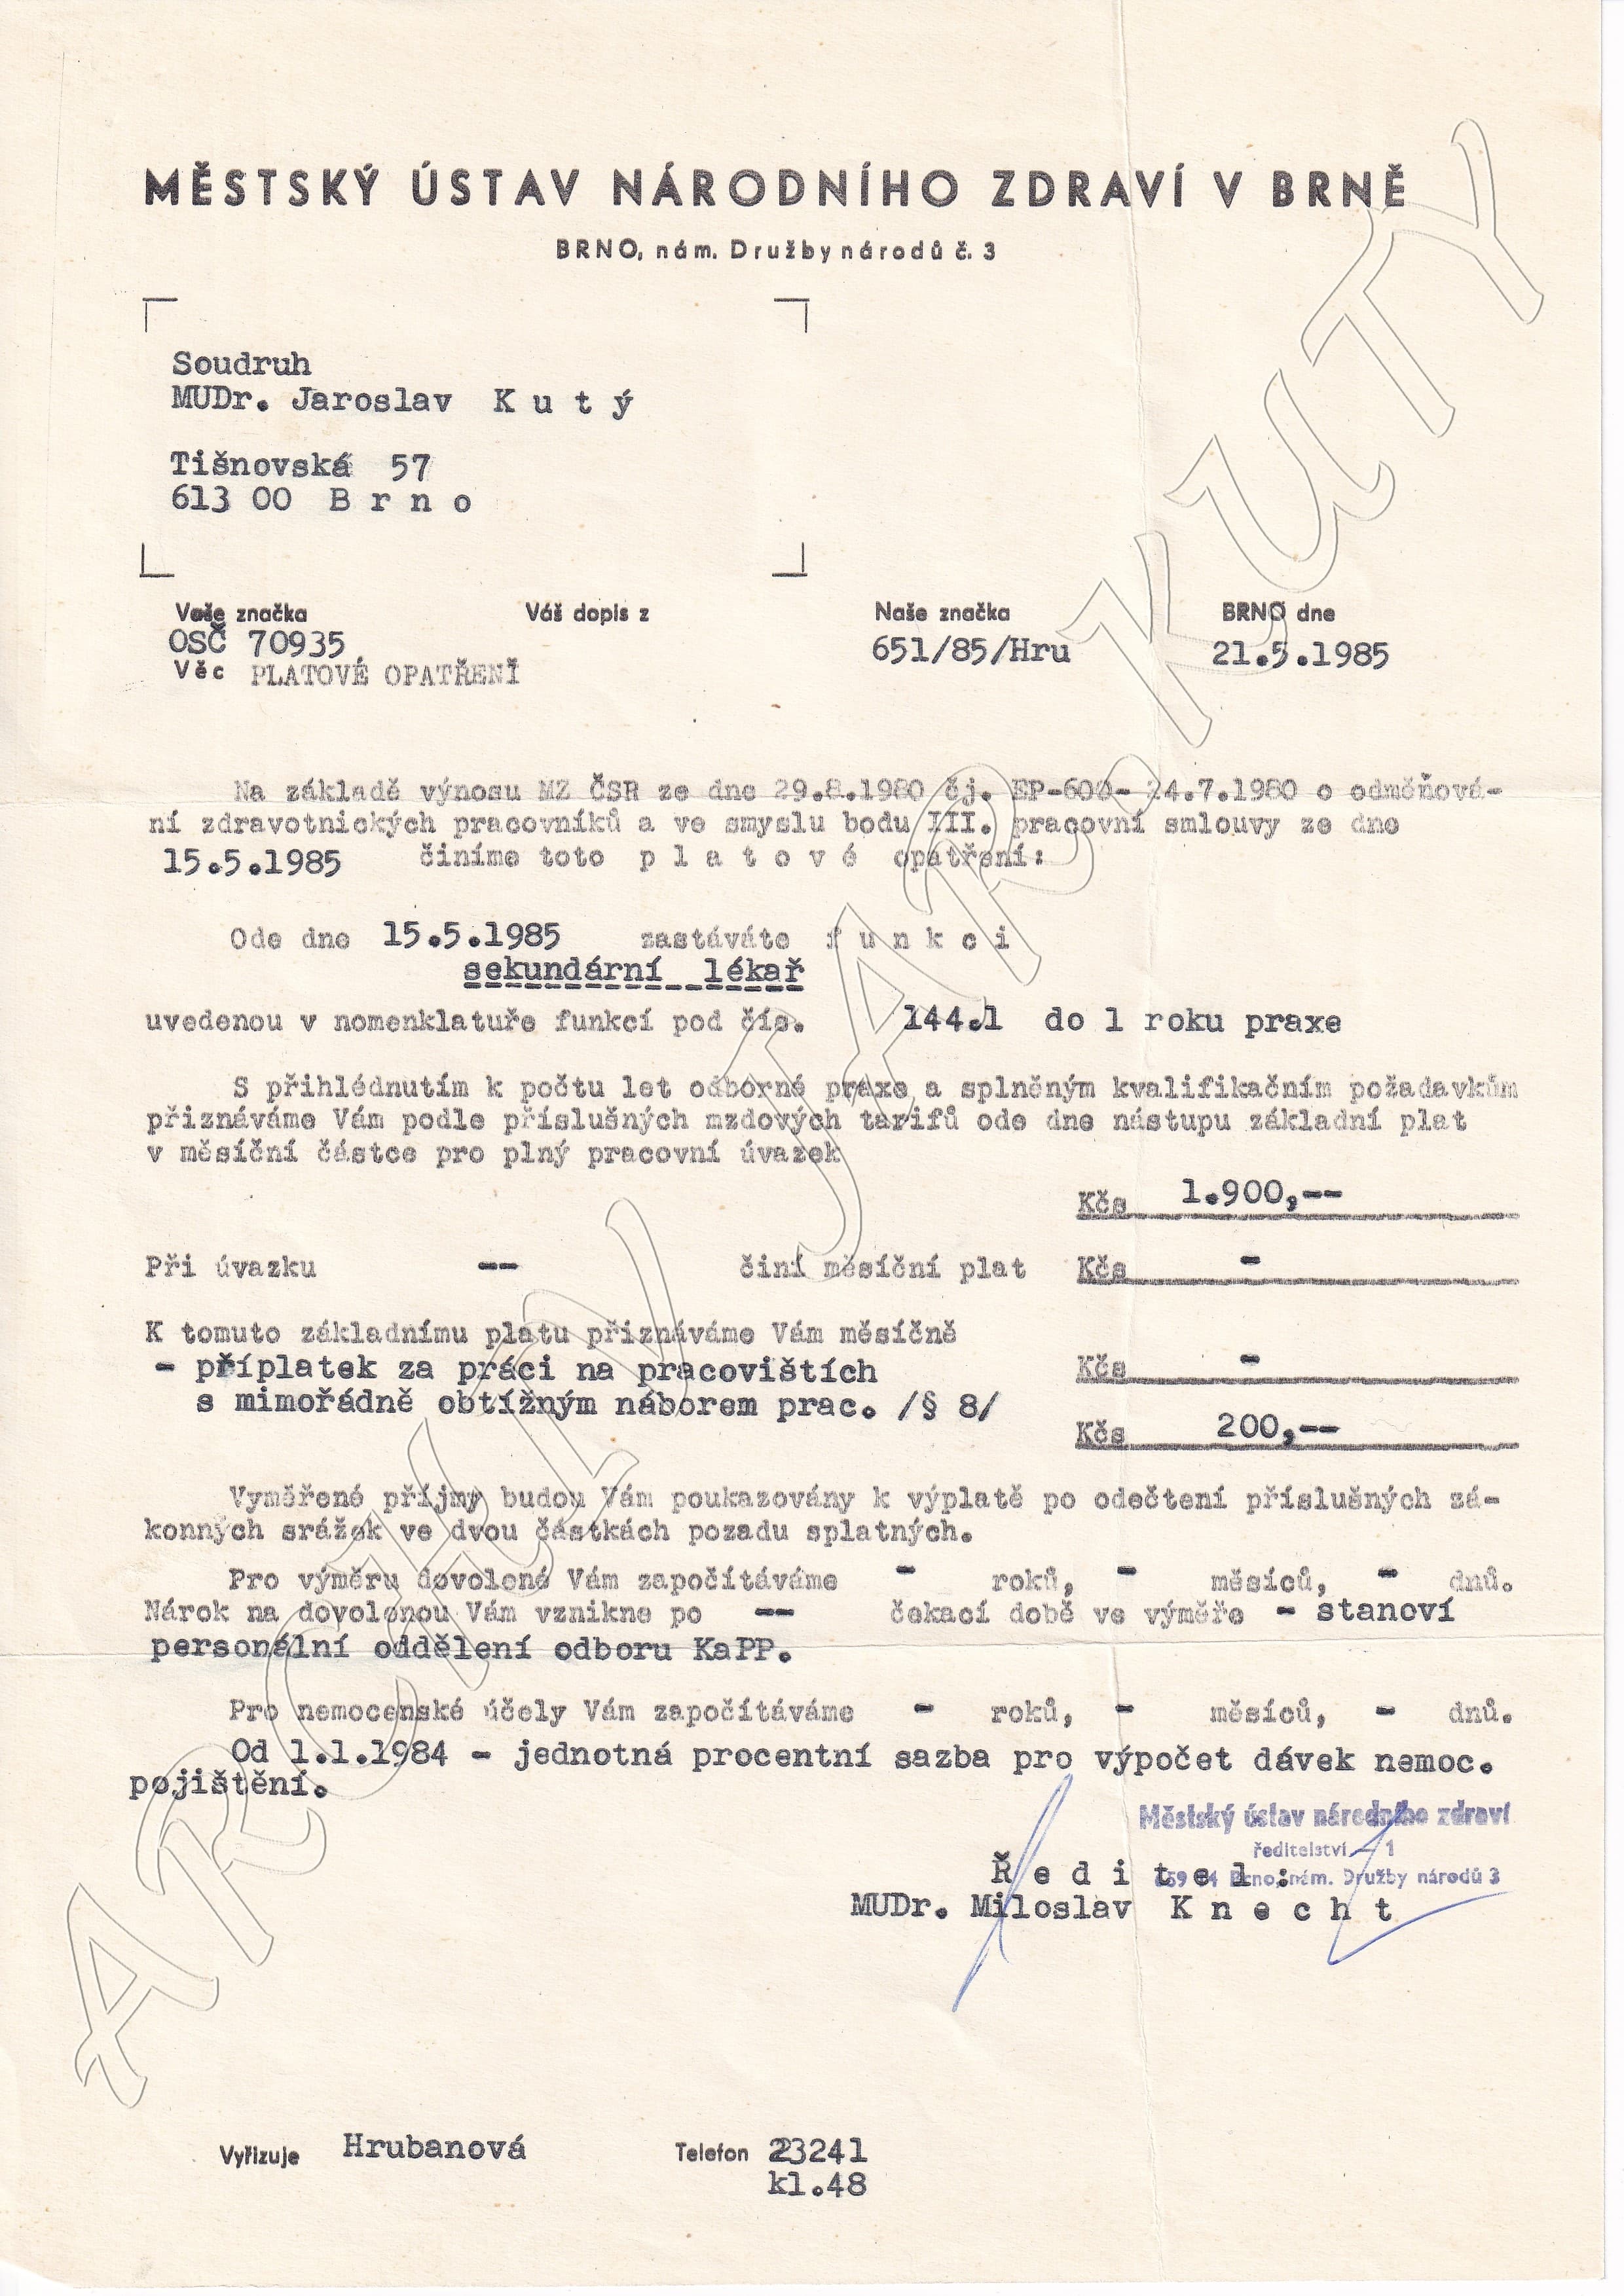 MĚSTSKÝ ÚSTAV NÁRODNÍHO ZDRAVÍ V BRNĚ
BRNO, nám. Družby národů č. 3
Soudruh
MUDr. Jaroslav K u t ý
Tišnovská 57
613 00 B r n o
Vaše značka Váš dopis z Naše značka BRNO dne
OSČ 70935 651/85/Hru 21.5.1985
Věc PLATOVÉ OPATŘENÍ
Na základě výnosu MZ ČSR ze dne 29.8.1980 čj. EP-600- 24.7.1980 o odměňová-
ní zdravotnických pracovníků a ve smyslu bodu III. pracovní smlouvy ze dne
15.5.1985 činíme toto p l a t o v é opatření:
Ode dne 15.5.1985 zastáváte f u n k c i
sekundární lékař
uvedenou v nomenklatuře funkcí pod čís. 144.1 do 1 roku praxe
S přihlédnutím k počtu let odborné praxe a splněným kvalifikačním požadavkům
přiznáváme Vám podle příslušných mzdových tarifů ode dne nástupu základní plat
v měsíční částce pro plný pracovní úvazek
Kčs 1.900,--
Při úvazku -- činí měsíční plat Kčs -
K tomuto základnímu platu přiznáváme Vám měsíčně
- příplatek za práci na pracovištích Kčs -
s mimořádně obtížným náborem prac. /§ 8/
Kčs 200,--
Vyměřené příjmy budou Vám poukazovány k výplatě po odečtení příslušných zá-
konných srážek ve dvou částkách pozadu splatných.
Pro výměru dovolené Vám započítáváme - roků, - měsíců, - dnů.
Nárok na dovolenou Vám vznikne po -- čekací době ve výměře - stanoví
personální oddělení odboru KaPP.
Pro nemocenské účely Vám započítáváme - roků, - měsíců, - dnů.
Od 1.1.1984 - jednotná procentní sazba pro výpočet dávek nemoc.
pojištění.
Městský ústav národního zdraví
ředitelství – 1
Brno, nám. Družby národů 3
Ř e d i t e l :
MUDr. Miloslav K n e c h t
Vyřizuje Hrubanová Telefon 23241
kl.48
ARCHIV JAR. KUTÝ